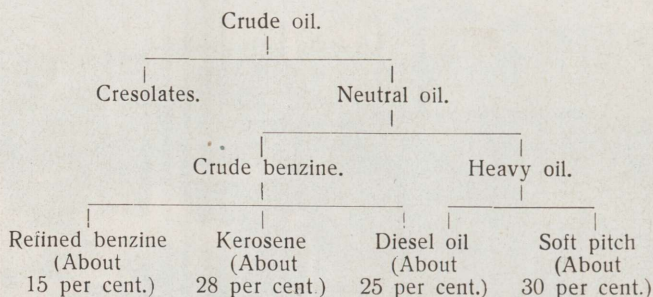 Crude oil.
Cresolates. Neutral oil.
Crude benzine. Heavy oil.
Refined benzine Kerosene Diesel oil Soft pitch
(About (About (About (About
15 per cent.) 28 per cent.) 25 per cent.) 30 per cent.)